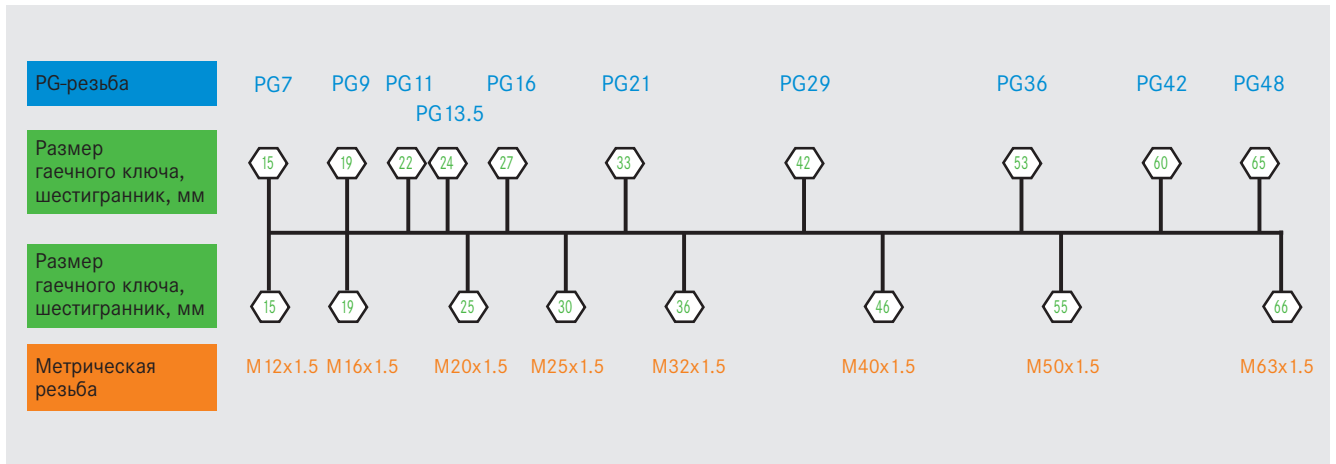 PG-резьба
PG7 PG9 PG11 PG16 PG21 PG29 PG36 PG42 PG48
PG13.5
Размер
гаечного ключа,
шестигранник, мм
15 19 22 24 27 33 42 53 60 65
Размер
гаечного ключа,
шестигранник, мм
15 19 25 30 36 46 55 66
Метрическая
резьба
M12x1.5 M16x1.5 M20x1.5 M25x1.5 M32x1.5 M40x1.5 M50x1.5 M63x1.5